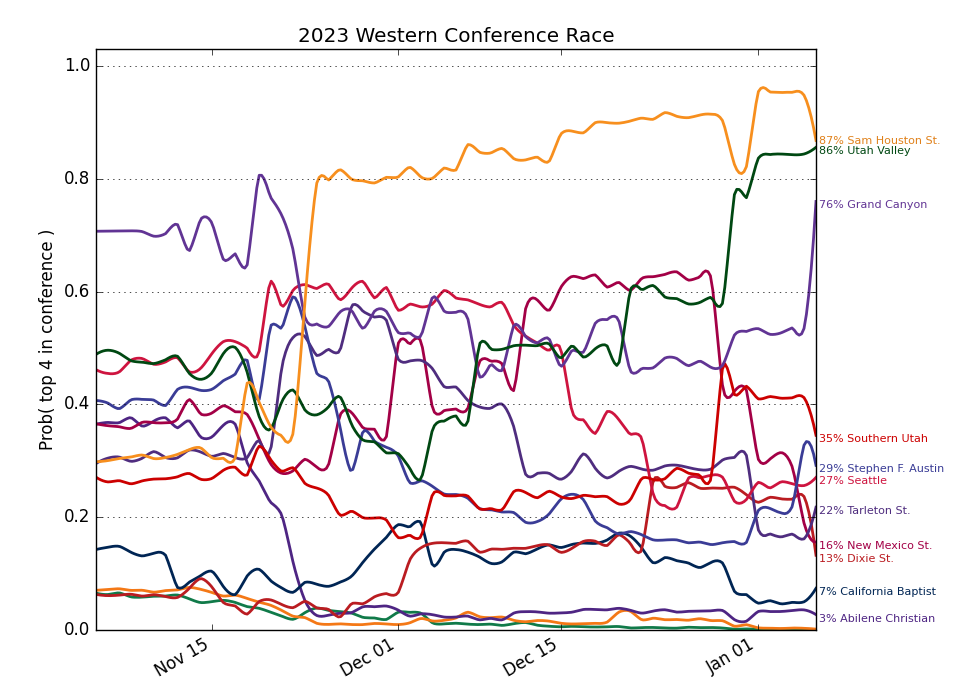 2023 Western Conference Race
Prob( top 4 in conference )
1.0
0.8
0.6
0.4
0.2
0.0
Nov 15
Dec 01
Dec 15
Jan 01
87% Sam Houston St.
86% Utah Valley
76% Grand Canyon
35% Southern Utah
29% Stephen F. Austin
27% Seattle
22% Tarleton St.
16% New Mexico St.
13% Dixie St.
7% California Baptist
3% Abilene Christian